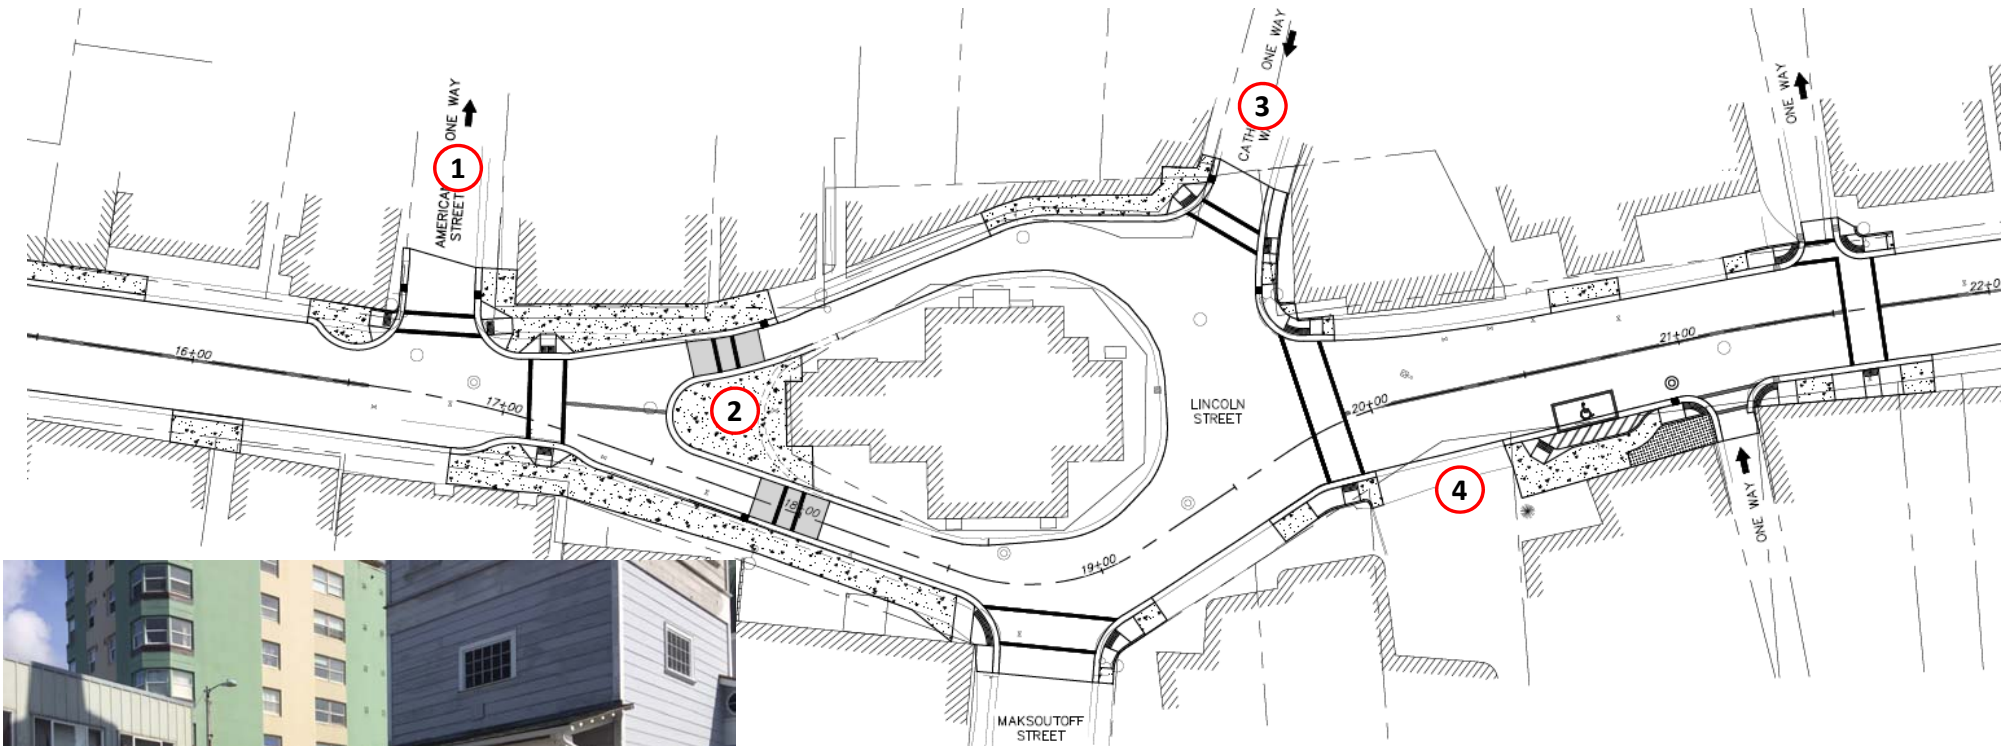 ONE WAY
AMERICAN
STREET
1
2
ONE WAY
3
ONE WAY
16+00
17+00
18+00
19+00
20+00
21+00
22+0
LINCOLN
STREET
4
ONE WAY
MAKSOUTOFF
STREET